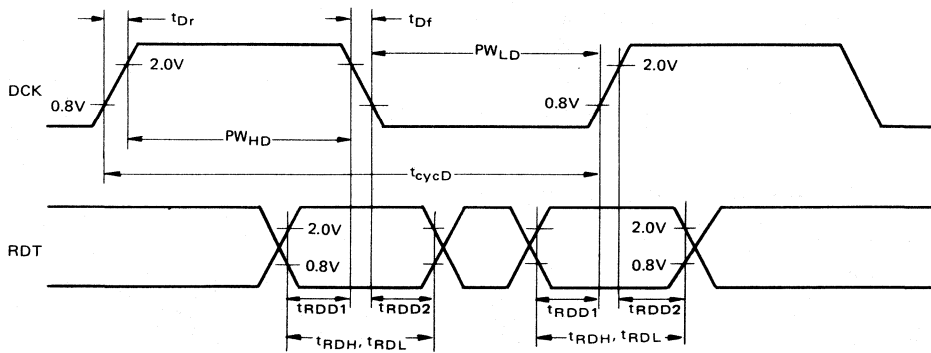 tDr
tDf
PWLD
DCK
2.0V
2.0V
0.8V
0.8V
PWHD
tcycD
RDT
2.0V
2.0V
0.8V
0.8V
tRDD1
tRDD2
tRDD1
tRDD2
tRDH, tRDL
tRDH, tRDL